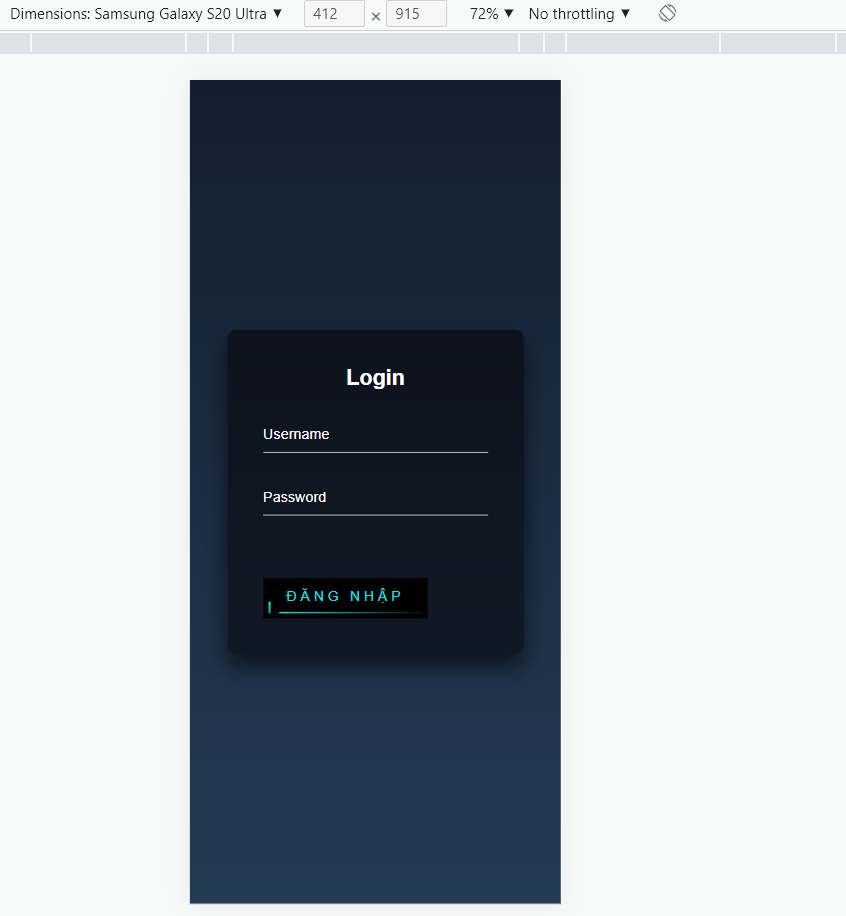 Dimensions: Samsung Galaxy S20 Ultra ▼ 412 × 915 72% ▼ No throttling ▼
Login
Username
Password
ĐĂNG NHẬP